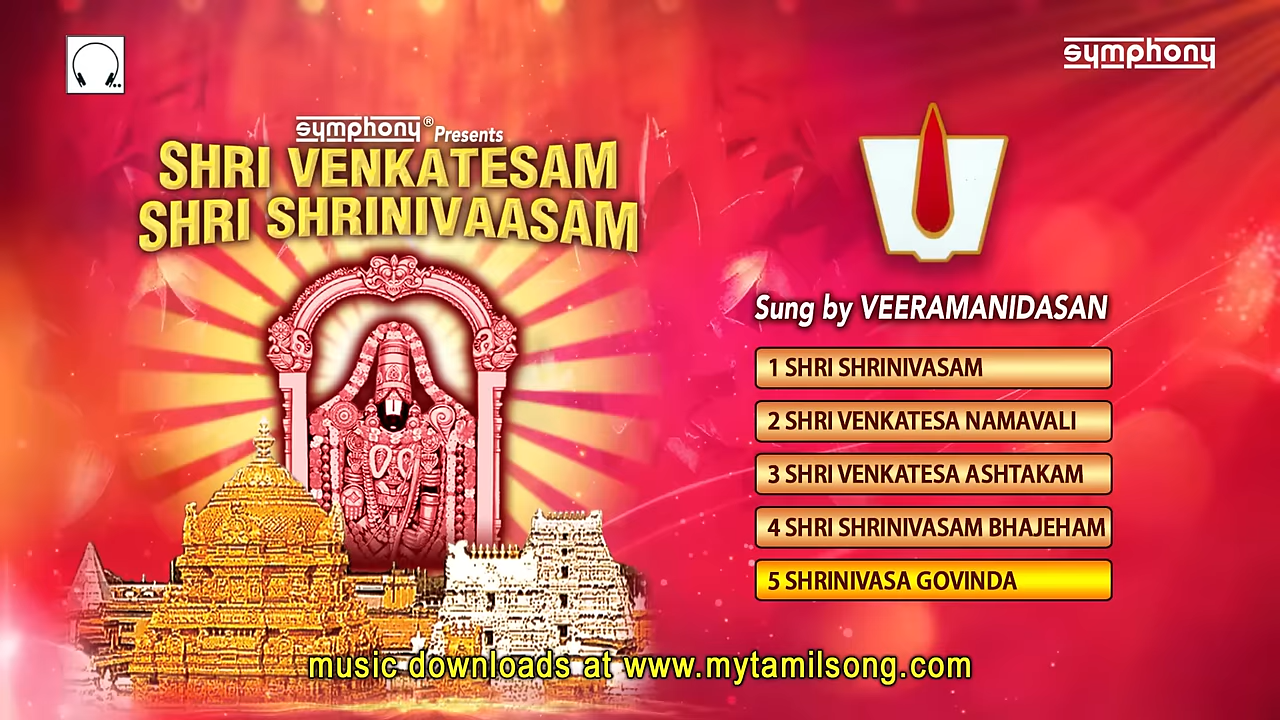 symphony
symphony® Presents
SHRI VENKATESAM
SHRI SHRINIVAASAM
Sung by VEERAMANIDASAN
1 SHRI SHRINIVASAM
2 SHRI VENKATESA NAMAVALI
3 SHRI VENKATESA ASHTAKAM
4 SHRI SHRINIVASAM BHAJEHAM
5 SHRINIVASA GOVINDA
music downloads at www.mytamilsong.com